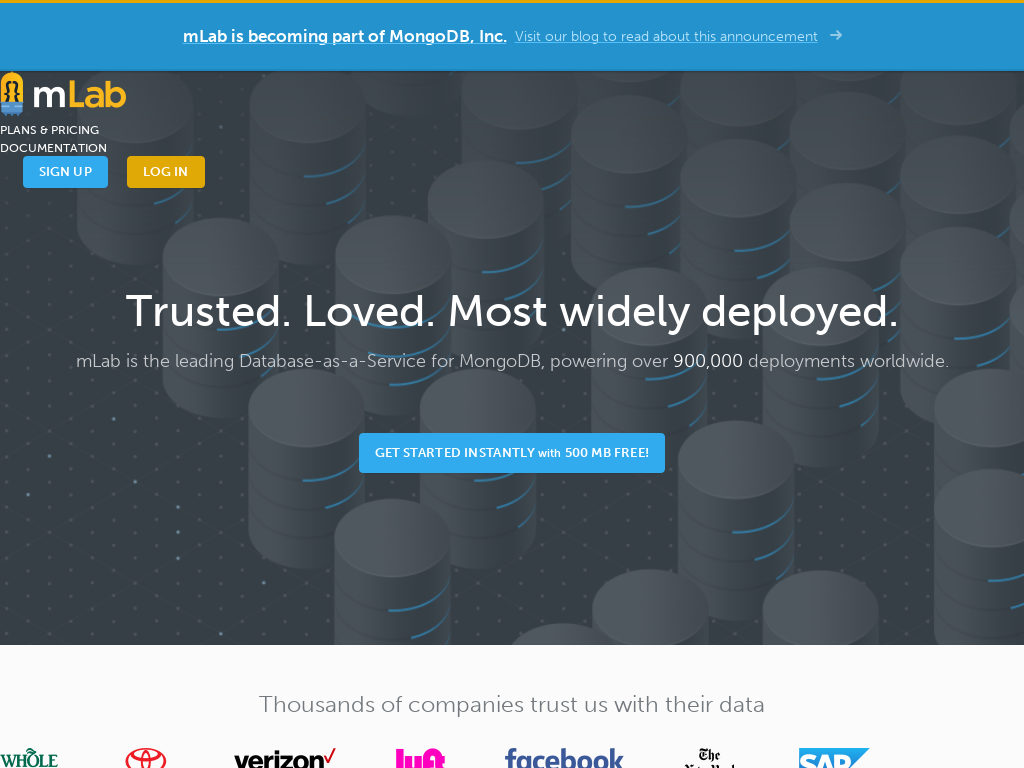 mLab is becoming part of MongoDB, Inc. Visit our blog to read about this announcement →
mLab
PLANS & PRICING
DOCUMENTATION
SIGN UP LOG IN
Trusted. Loved. Most widely deployed.
mLab is the leading Database-as-a-Service for MongoDB, powering over 900,000 deployments worldwide.
GET STARTED INSTANTLY with 500 MB FREE!
Thousands of companies trust us with their data
WHOLE verizon lyft facebook The SAP